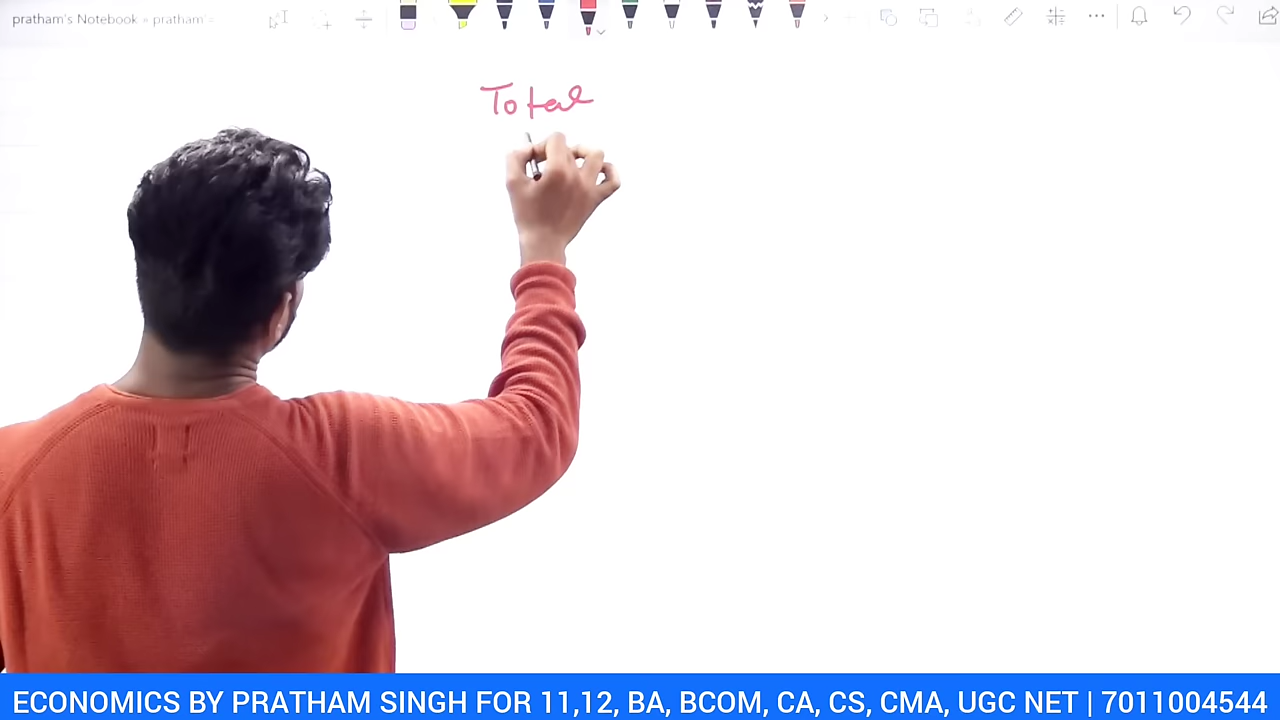 pratham's Notebook » pratham'
Total
ECONOMICS BY PRATHAM SINGH FOR 11,12, BA, BCOM, CA, CS, CMA, UGC NET | 7011004544